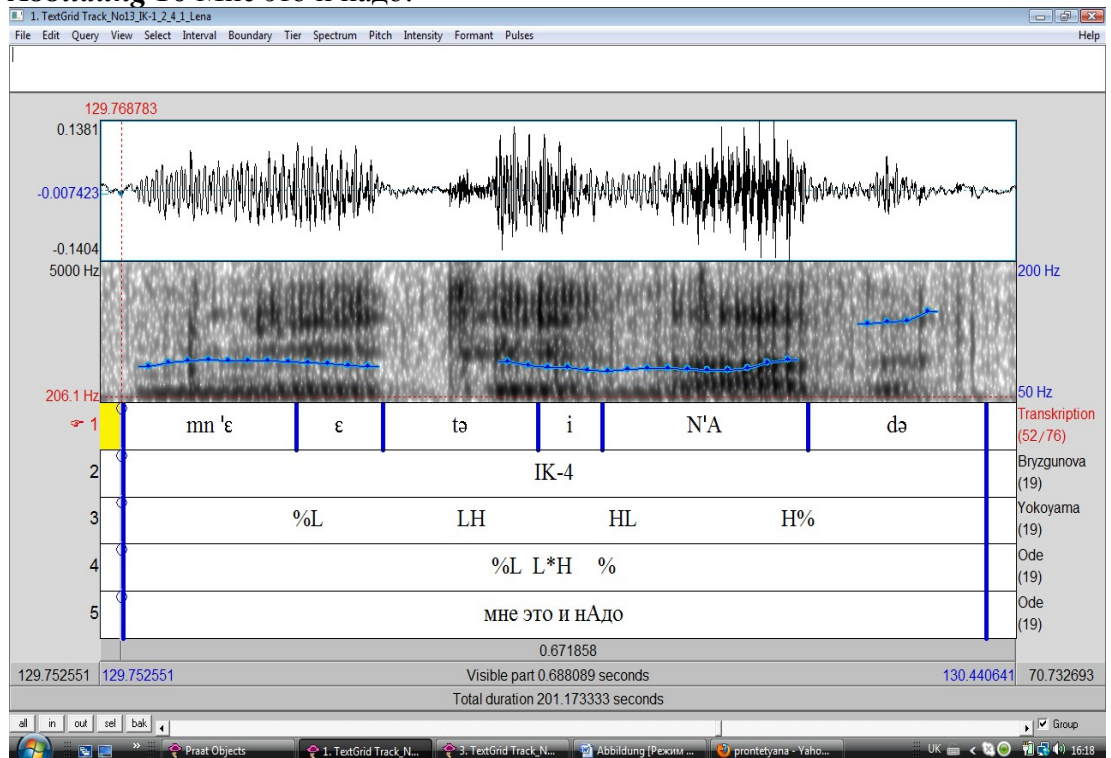 Abbildung 10 Мне это и надо.
1. TextGrid Track_No13_IK-1_2_4_1_Lena
File Edit Query View Select Interval Boundary Tier Spectrum Pitch Intensity Formant Pulses Help
129.768783
0.1381
-0.007423
-0.1404
5000 Hz 200 Hz
206.1 Hz 50 Hz
1 mn 'ɛ ɛ tə i N'A də Transkription
(52/76)
2 IK-4 Bryzgunova
(19)
3 %L LH HL H% Yokoyama
(19)
4 %L L*H % Ode
(19)
5 мне это и нАдо Ode
(19)
0.671858
129.752551 129.752551 Visible part 0.688089 seconds 130.440641 70.732693
Total duration 201.173333 seconds
all in out sel bak Group
Praat Objects 1. TextGrid Track_N... 3. TextGrid Track_N... Abbildung [Режим ... prontetyana - Yaho... UK 16:18